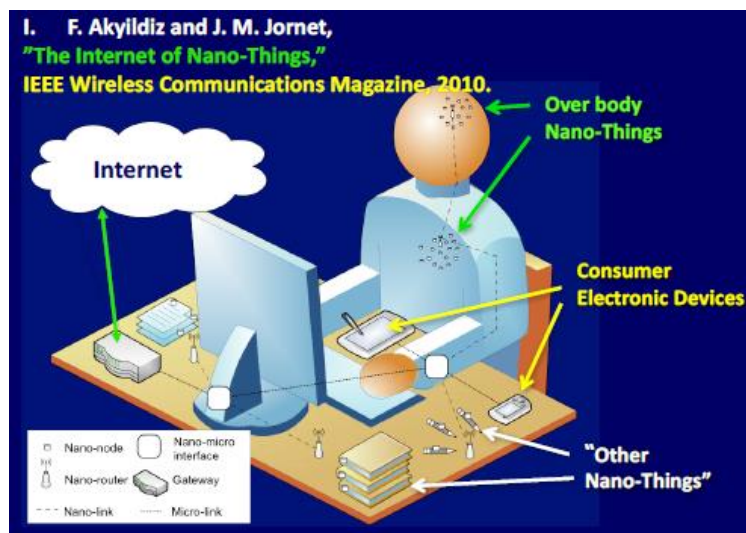 I. F. Akyildiz and J. M. Jornet,
”The Internet of Nano-Things,”
IEEE Wireless Communications Magazine, 2010.
Over body
Nano-Things
Internet
Consumer
Electronic Devices
"Other
Nano-Things”
Nano-node
Nano-micro
interface
Nano-router
Gateway
Nano-link
Micro-link